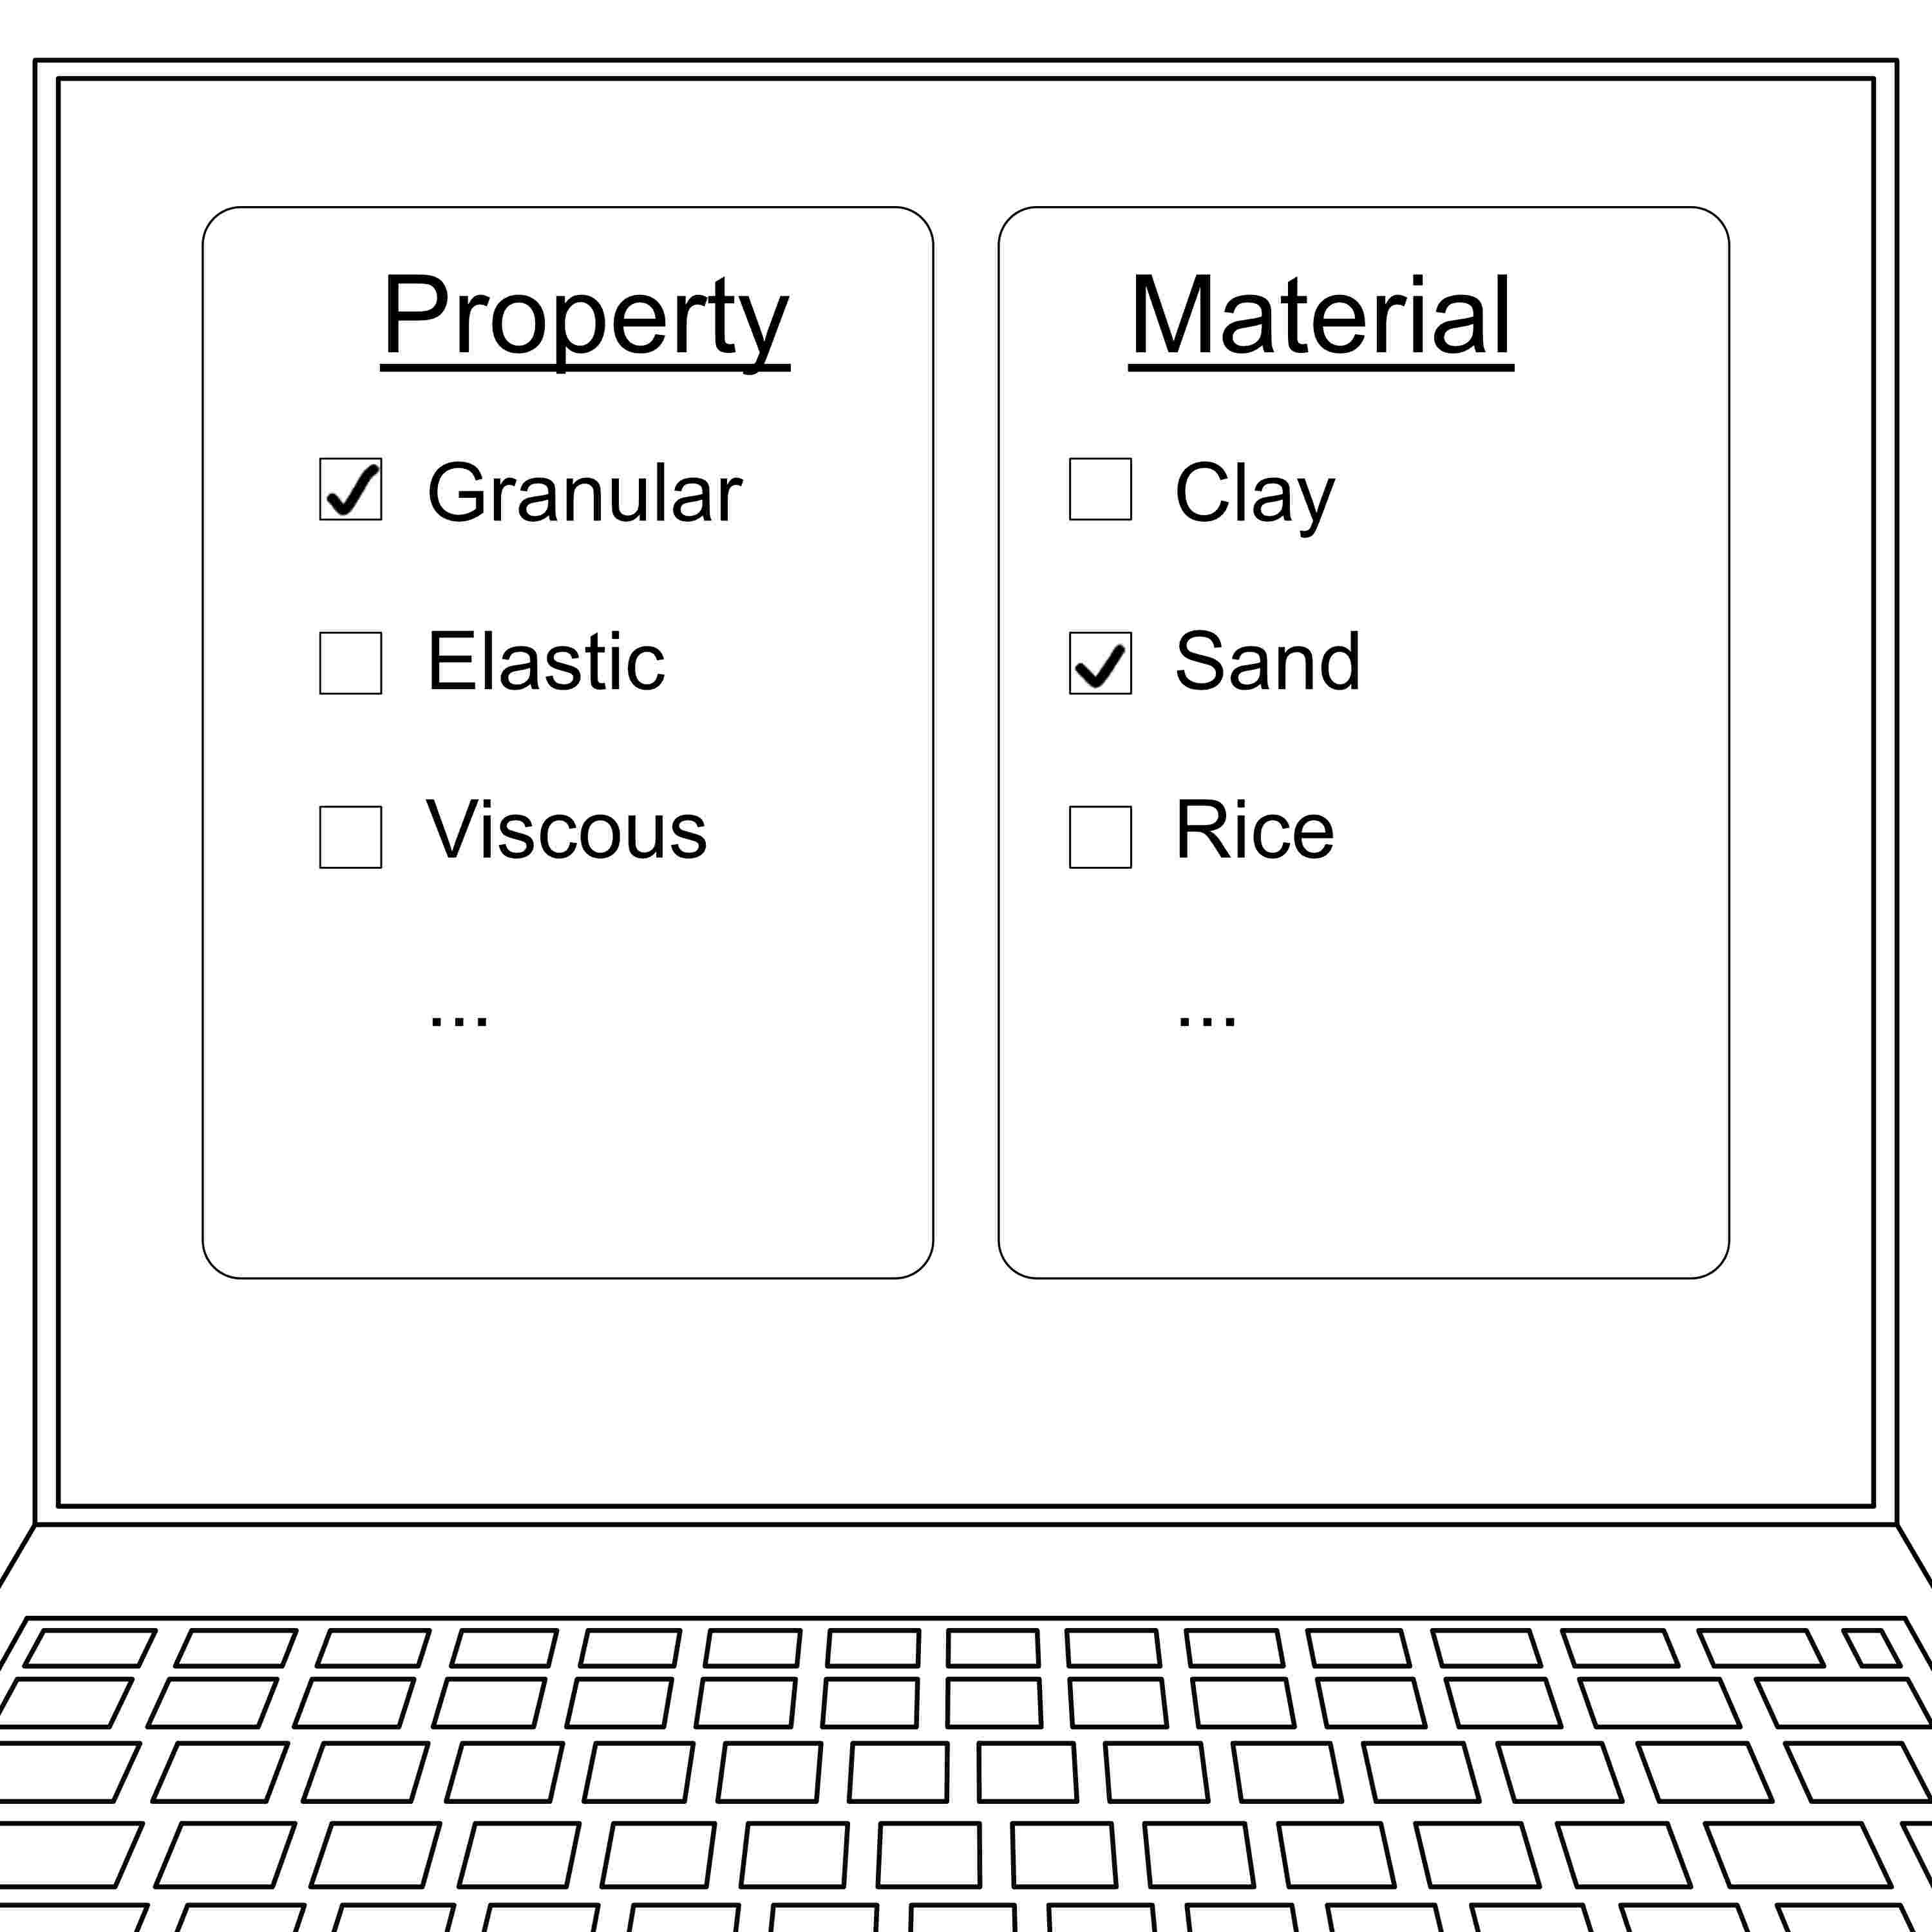 Property
Granular
Elastic
Viscous
...
Material
Clay
Sand
Rice
...